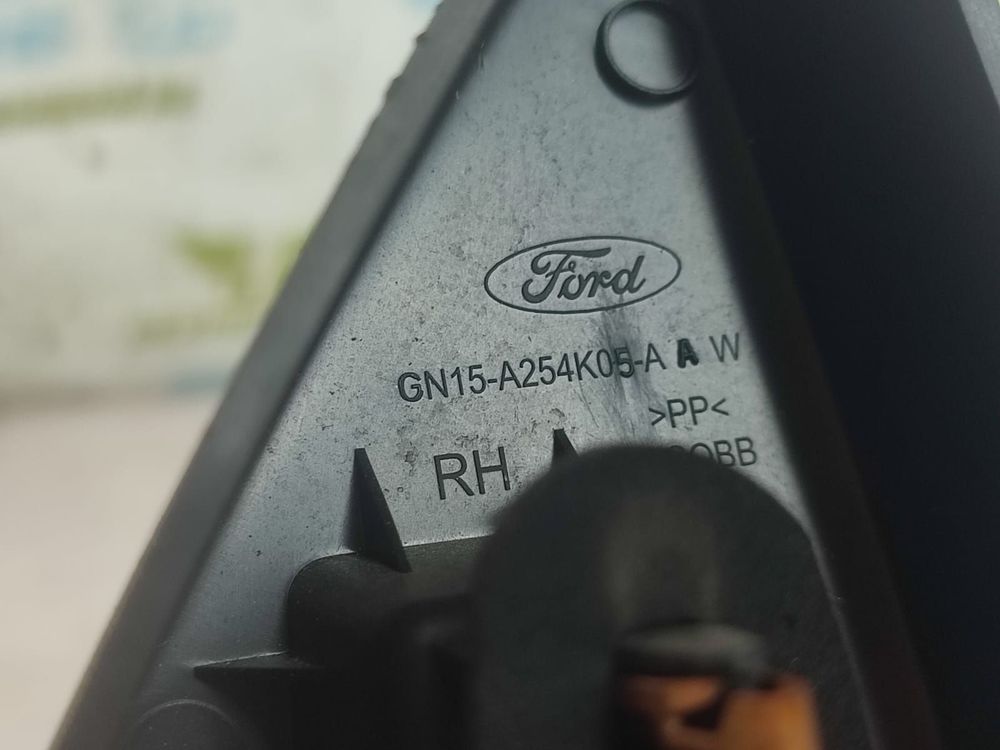 Ford
GN15-A254K05-A A W
>PP<
RH